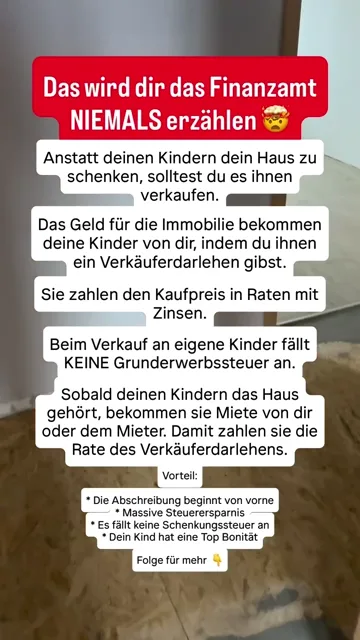 Das wird dir das Finanzamt
NIEMALS erzählen 🤯
Anstatt deinen Kindern dein Haus zu
schenken, solltest du es ihnen
verkaufen.
Das Geld für die Immobilie bekommen
deine Kinder von dir, indem du ihnen
ein Verkäuferdarlehen gibst.
Sie zahlen den Kaufpreis in Raten mit
Zinsen.
Beim Verkauf an eigene Kinder fällt
KEINE Grunderwerbssteuer an.
Sobald deinen Kindern das Haus
gehört, bekommen sie Miete von dir
oder dem Mieter. Damit zahlen sie die
Rate des Verkäuferdarlehens.
Vorteil:
* Die Abschreibung beginnt von vorne
* Massive Steuerersparnis
* Es fällt keine Schenkungssteuer an
* Dein Kind hat eine Top Bonität
Folge für mehr 👇